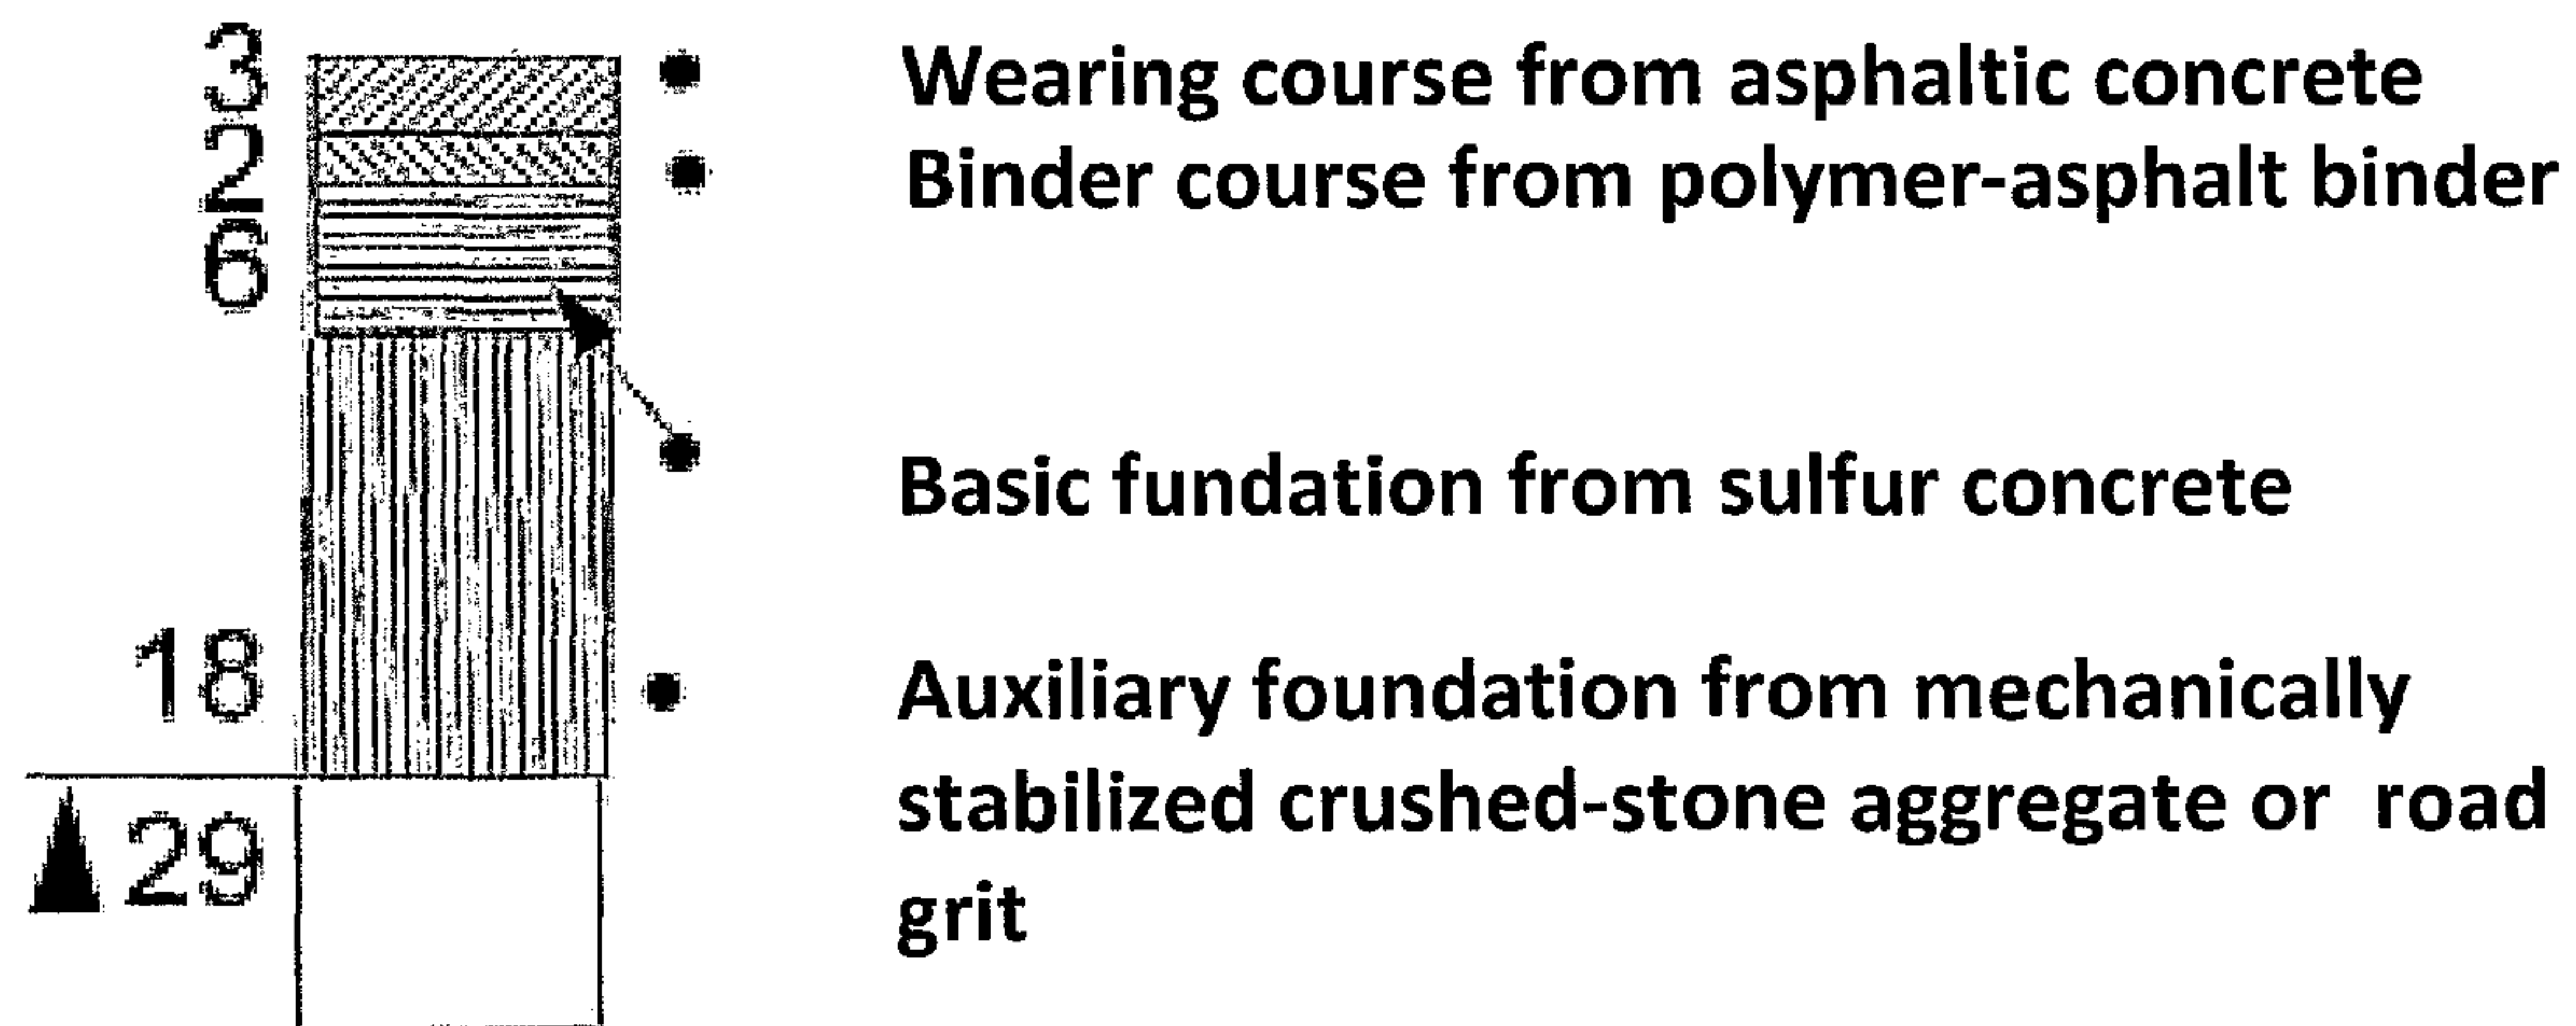 3 Wearing course from asphaltic concrete
2 Binder course from polymer-asphalt binder
6
Basic fundation from sulfur concrete
18 Auxiliary foundation from mechanically
stabilized crushed-stone aggregate or road
29
grit